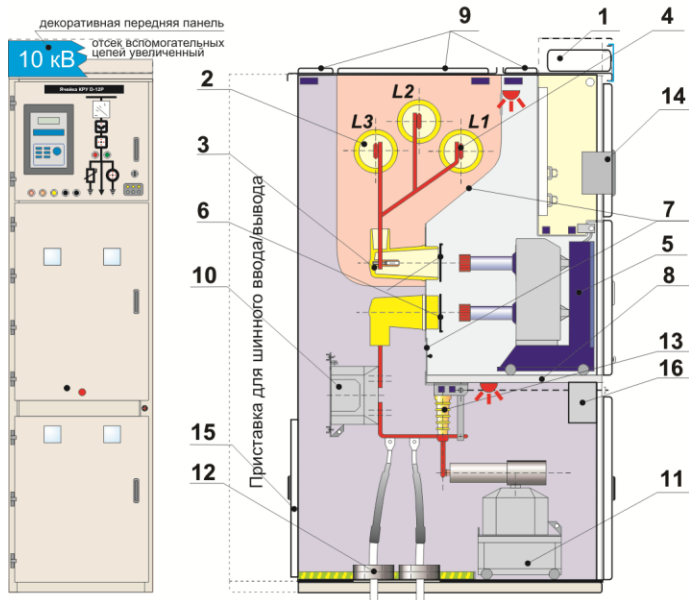 декоративная передняя панель
отсек вспомогательных
цепей увеличенный
10 кВ
Ячейка КРУ D-12P
9
1
4
2
3
6
10
15
12
14
7
5
8
13
16
11
L2
L3
L1
Приставка для шинного ввода/вывода